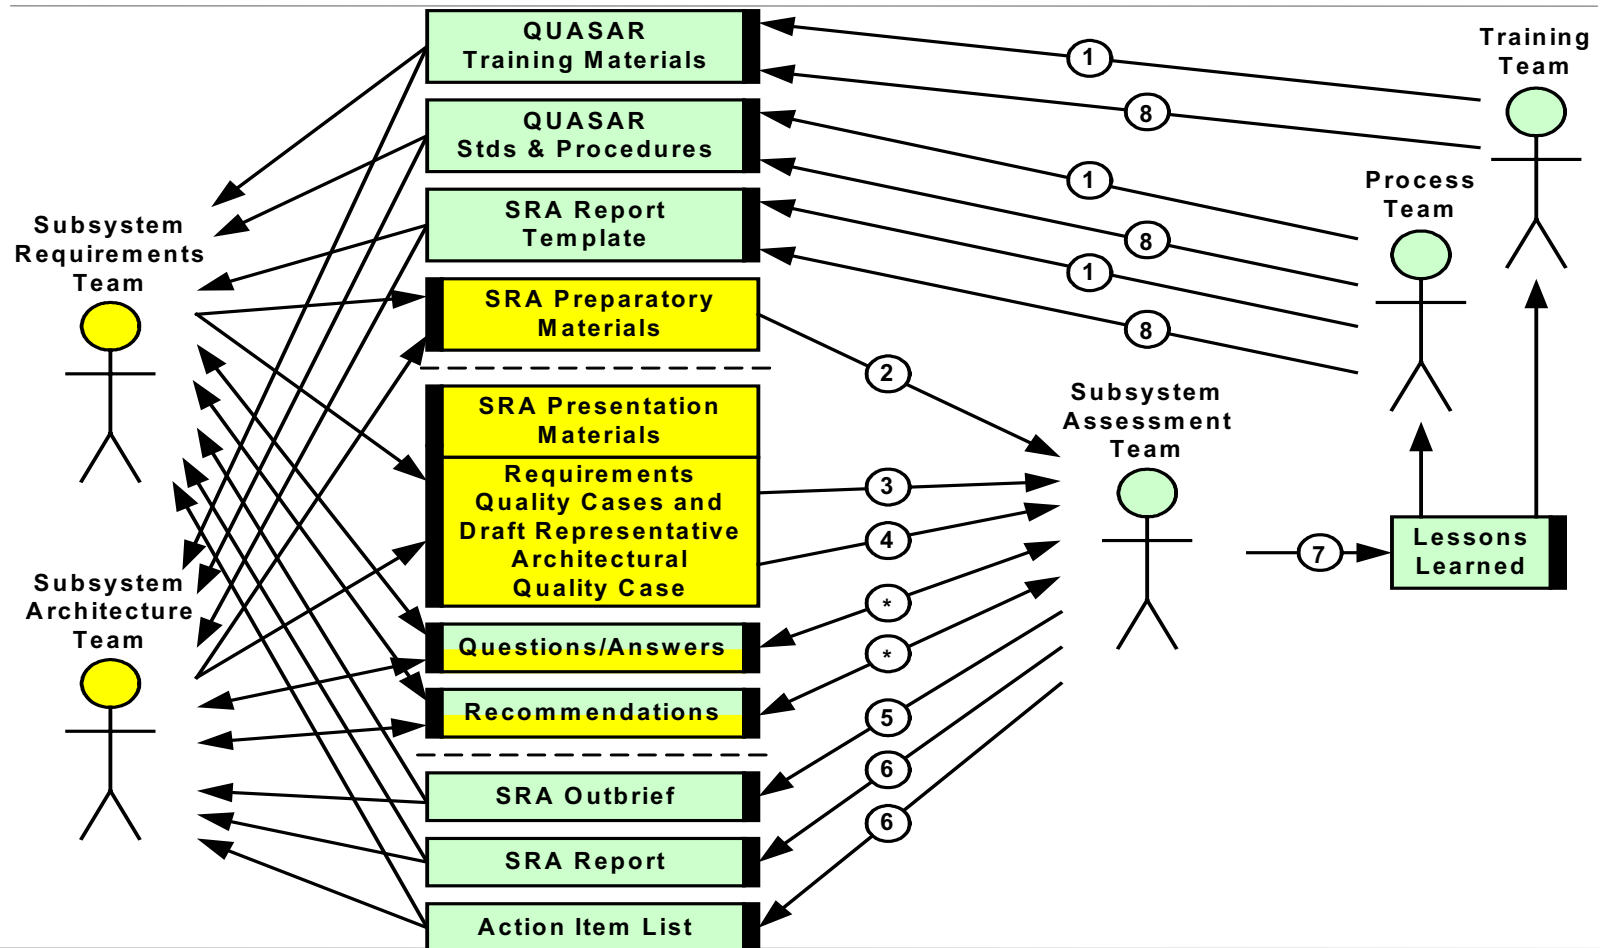 QUASAR
Training Materials
QUASAR
Stds & Procedures
SRA Report
Template
SRA Preparatory
Materials
SRA Presentation
Materials
Requirements
Quality Cases and
Draft Representative
Architectural
Quality Case
Questions/Answers
Recommendations
SRA Outbrief
SRA Report
Action Item List
Subsystem
Requirements
Team
Subsystem
Architecture
Team
1
8
1
8
1
8
2
3
4
*
*
5
6
6
7
Training
Team
Process
Team
Subsystem
Assessment
Team
Lessons
Learned